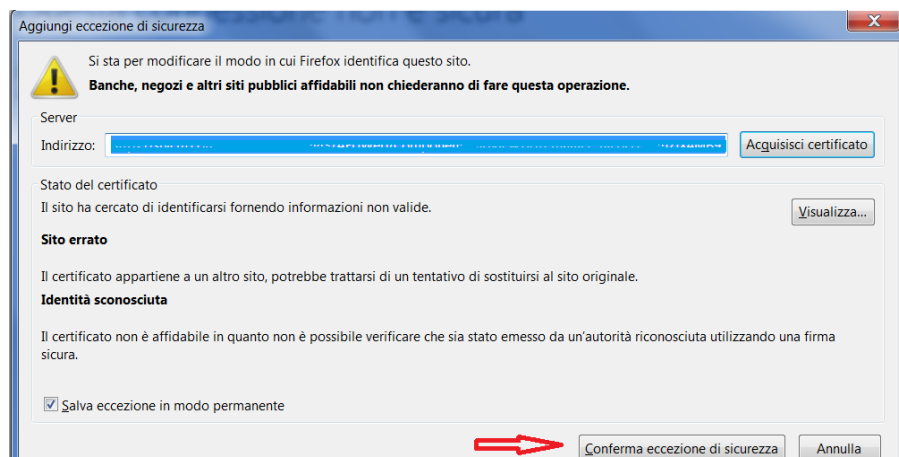 connessione non è sicura
Aggiungi eccezione di sicurezza
Si sta per modificare il modo in cui Firefox identifica questo sito.
Banche, negozi e altri siti pubblici affidabili non chiederanno di fare questa operazione.
Server
Indirizzo:
Acquisisci certificato
Stato del certificato
Il sito ha cercato di identificarsi fornendo informazioni non valide.
Visualizza...
Sito errato
Il certificato appartiene a un altro sito, potrebbe trattarsi di un tentativo di sostituirsi al sito originale.
Identità sconosciuta
Il certificato non è affidabile in quanto non è possibile verificare che sia stato emesso da un'autorità riconosciuta utilizzando una firma
sicura.
Salva eccezione in modo permanente
Conferma eccezione di sicurezza
Annulla